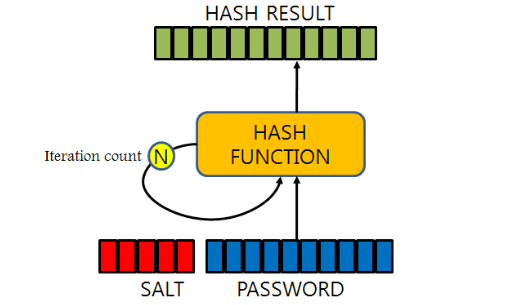 HASH RESULT
HASH
FUNCTION
Iteration count
N
SALT
PASSWORD